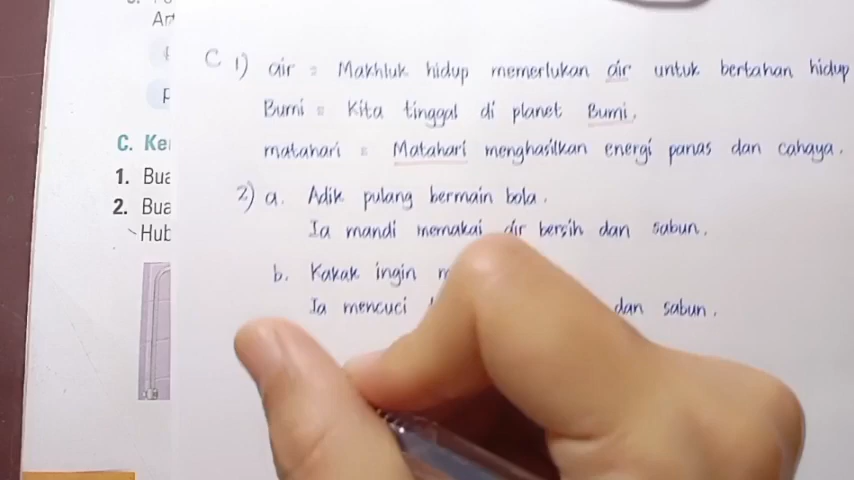 Ar
C. Ke
1. Bua
2. Bua
Hub
C 1) air = Makhluk hidup memerlukan air untuk bertahan hidup
Bumi = Kita tinggal di planet Bumi.
matahari = Matahari menghasilkan energi panas dan cahaya.
2) a. Adik pulang bermain bola.
Ia mandi memakai air bersih dan sabun.
b. Kakak ingin
Ia mencuci dan sabun.